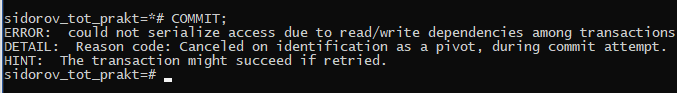 sidorov_tot_prakt=*# COMMIT;
ERROR:  could not serialize access due to read/write dependencies among transactions
DETAIL:  Reason code: Canceled on identification as a pivot, during commit attempt.
HINT:  The transaction might succeed if retried.
sidorov_tot_prakt=#